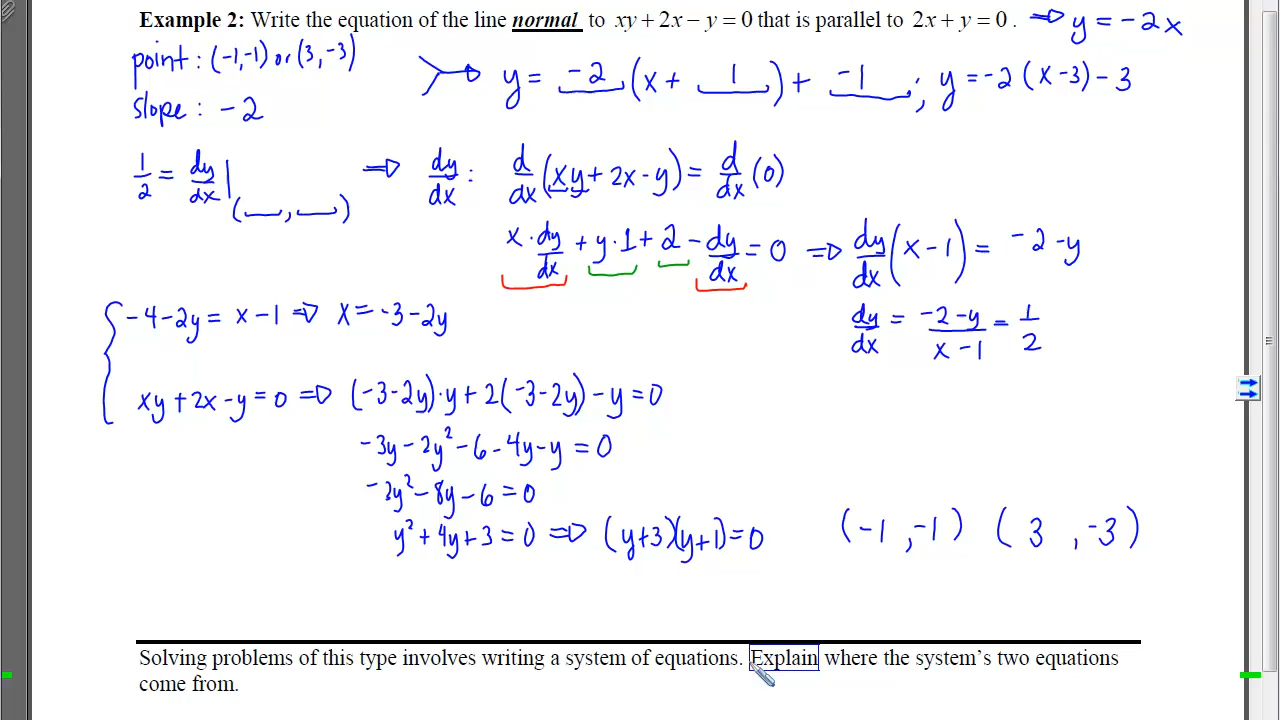 Example 2: Write the equation of the line normal to xy + 2x − y = 0 that is parallel to 2x + y = 0 . ⇒ y = -2x
point : (-1,-1) or (3, -3)
y = -2 (x + 1) + -1 ; y = -2 (x - 3) - 3
slope : -2
1/2 = dy/dx | ( , ) ⇒ dy/dx : d/dx (xy + 2x - y) = d/dx (0)
x · dy/dx + y · 1 + 2 - dy/dx = 0 ⇒ dy/dx (x - 1) = -2 - y
-4 - 2y = x - 1 ⇒ x = -3 - 2y
dy/dx = (-2 - y)/(x - 1) = 1/2
xy + 2x - y = 0 ⇒ (-3 - 2y) · y + 2(-3 - 2y) - y = 0
-3y - 2y² - 6 - 4y - y = 0
-2y² - 8y - 6 = 0
y² + 4y + 3 = 0 ⇒ (y + 3)(y + 1) = 0 (-1 , -1) (3 , -3)
Solving problems of this type involves writing a system of equations. Explain where the system's two equations
come from.